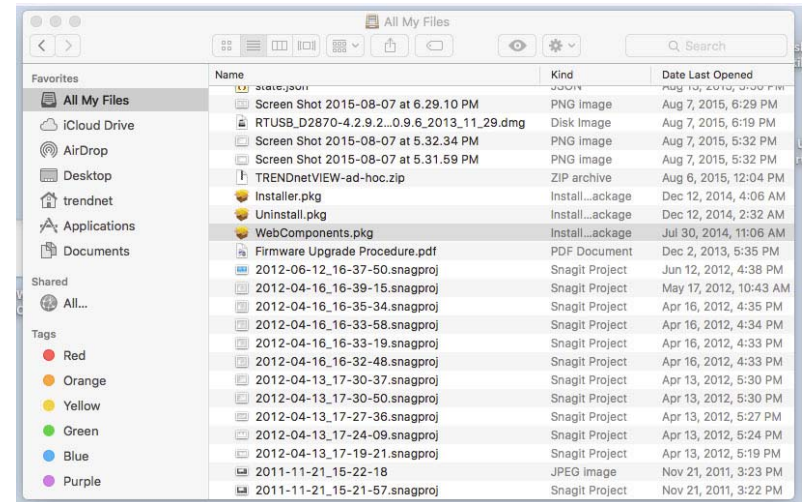 All My Files
Search
Favorites
All My Files
iCloud Drive
AirDrop
Desktop
trendnet
Applications
Documents
Shared
All...
Tags
Red
Orange
Yellow
Green
Blue
Purple
Name Kind Date Last Opened
state.json JSON Aug 13, 2015, 3:50 PM
Screen Shot 2015-08-07 at 6.29.10 PM PNG image Aug 7, 2015, 6:29 PM
RTUSB_D2870-4.2.9.2...0.9.6_2013_11_29.dmg Disk Image Aug 7, 2015, 6:19 PM
Screen Shot 2015-08-07 at 5.32.34 PM PNG image Aug 7, 2015, 5:32 PM
Screen Shot 2015-08-07 at 5.31.59 PM PNG image Aug 7, 2015, 5:32 PM
TRENDnetVIEW-ad-hoc.zip ZIP archive Aug 6, 2015, 12:04 PM
Installer.pkg Install...ackage Dec 12, 2014, 4:06 AM
Uninstall.pkg Install...ackage Dec 12, 2014, 2:32 AM
WebComponents.pkg Install...ackage Jul 30, 2014, 11:06 AM
Firmware Upgrade Procedure.pdf PDF Document Dec 2, 2013, 5:35 PM
2012-06-12_16-37-50.snagproj Snagit Project Jun 12, 2012, 4:38 PM
2012-04-16_16-39-15.snagproj Snagit Project May 17, 2012, 10:43 AM
2012-04-16_16-35-34.snagproj Snagit Project Apr 16, 2012, 4:35 PM
2012-04-16_16-33-58.snagproj Snagit Project Apr 16, 2012, 4:34 PM
2012-04-16_16-33-19.snagproj Snagit Project Apr 16, 2012, 4:33 PM
2012-04-16_16-32-48.snagproj Snagit Project Apr 16, 2012, 4:33 PM
2012-04-13_17-30-37.snagproj Snagit Project Apr 13, 2012, 5:30 PM
2012-04-13_17-30-50.snagproj Snagit Project Apr 13, 2012, 5:30 PM
2012-04-13_17-27-36.snagproj Snagit Project Apr 13, 2012, 5:27 PM
2012-04-13_17-24-09.snagproj Snagit Project Apr 13, 2012, 5:24 PM
2012-04-13_17-19-21.snagproj Snagit Project Apr 13, 2012, 5:19 PM
2011-11-21_15-22-18 JPEG image Nov 21, 2011, 3:23 PM
2011-11-21_15-21-57.snagproj Snagit Project Nov 21, 2011, 3:22 PM